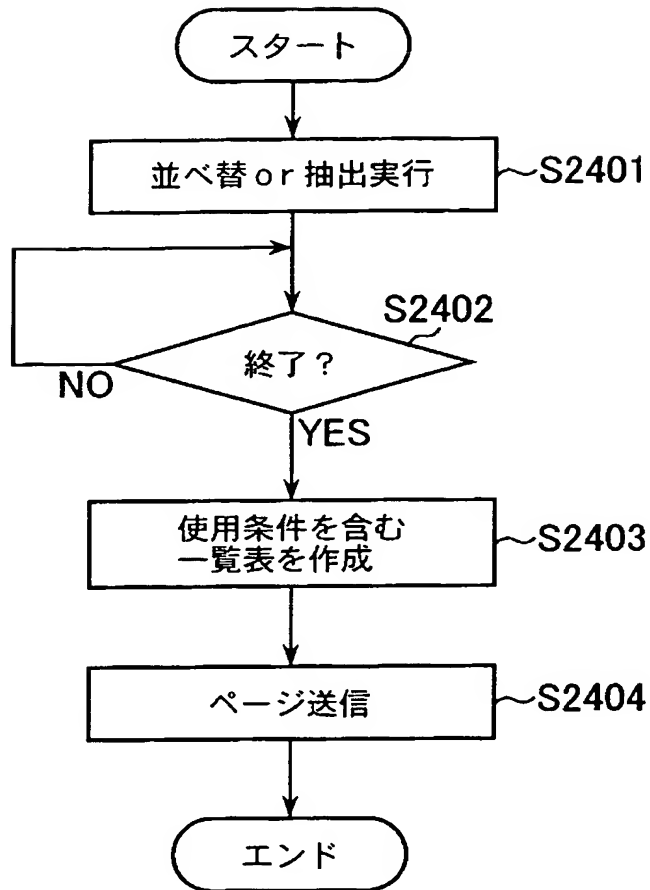 スタート
並べ替or抽出実行
S2401
S2402
終了?
NO
YES
使用条件を含む
一覧表を作成
S2403
ページ送信
S2404
エンド